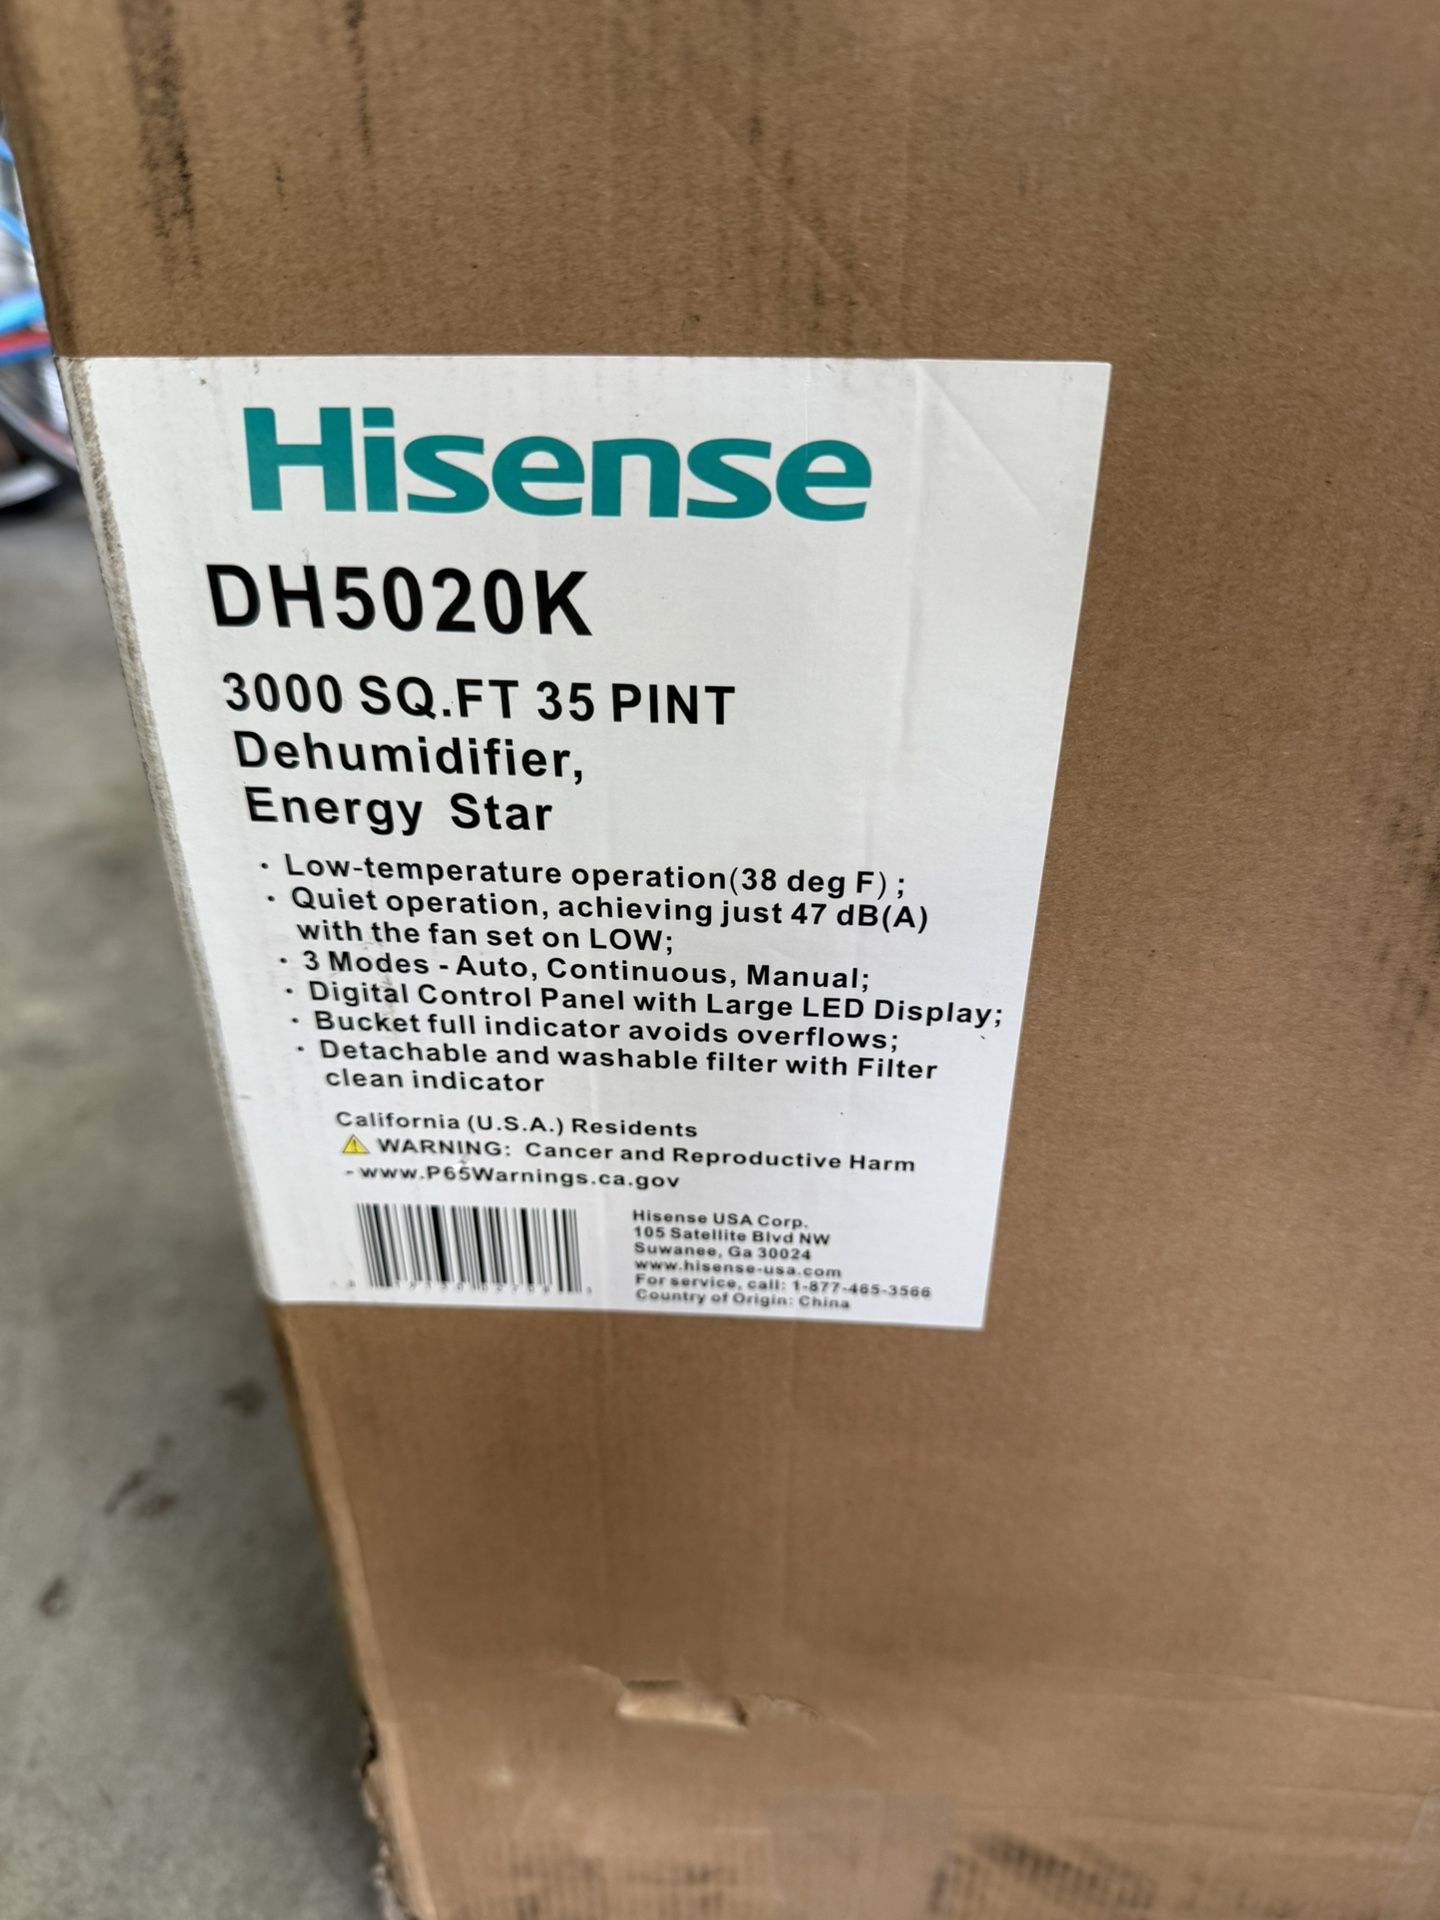 Hisense
DH5020K
3000 SQ.FT 35 PINT
Dehumidifier,
Energy Star
· Low-temperature operation(38 deg F) ;
· Quiet operation, achieving just 47 dB(A)
with the fan set on LOW;
· 3 Modes - Auto, Continuous, Manual;
· Digital Control Panel with Large LED Display;
· Bucket full indicator avoids overflows;
· Detachable and washable filter with Filter
clean indicator
California (U.S.A.) Residents
WARNING: Cancer and Reproductive Harm
- www.P65Warnings.ca.gov
Hisense USA Corp.
105 Satellite Blvd NW
Suwanee, Ga 30024
www.hisense-usa.com
For service, call: 1-877-465-3566
Country of Origin: China